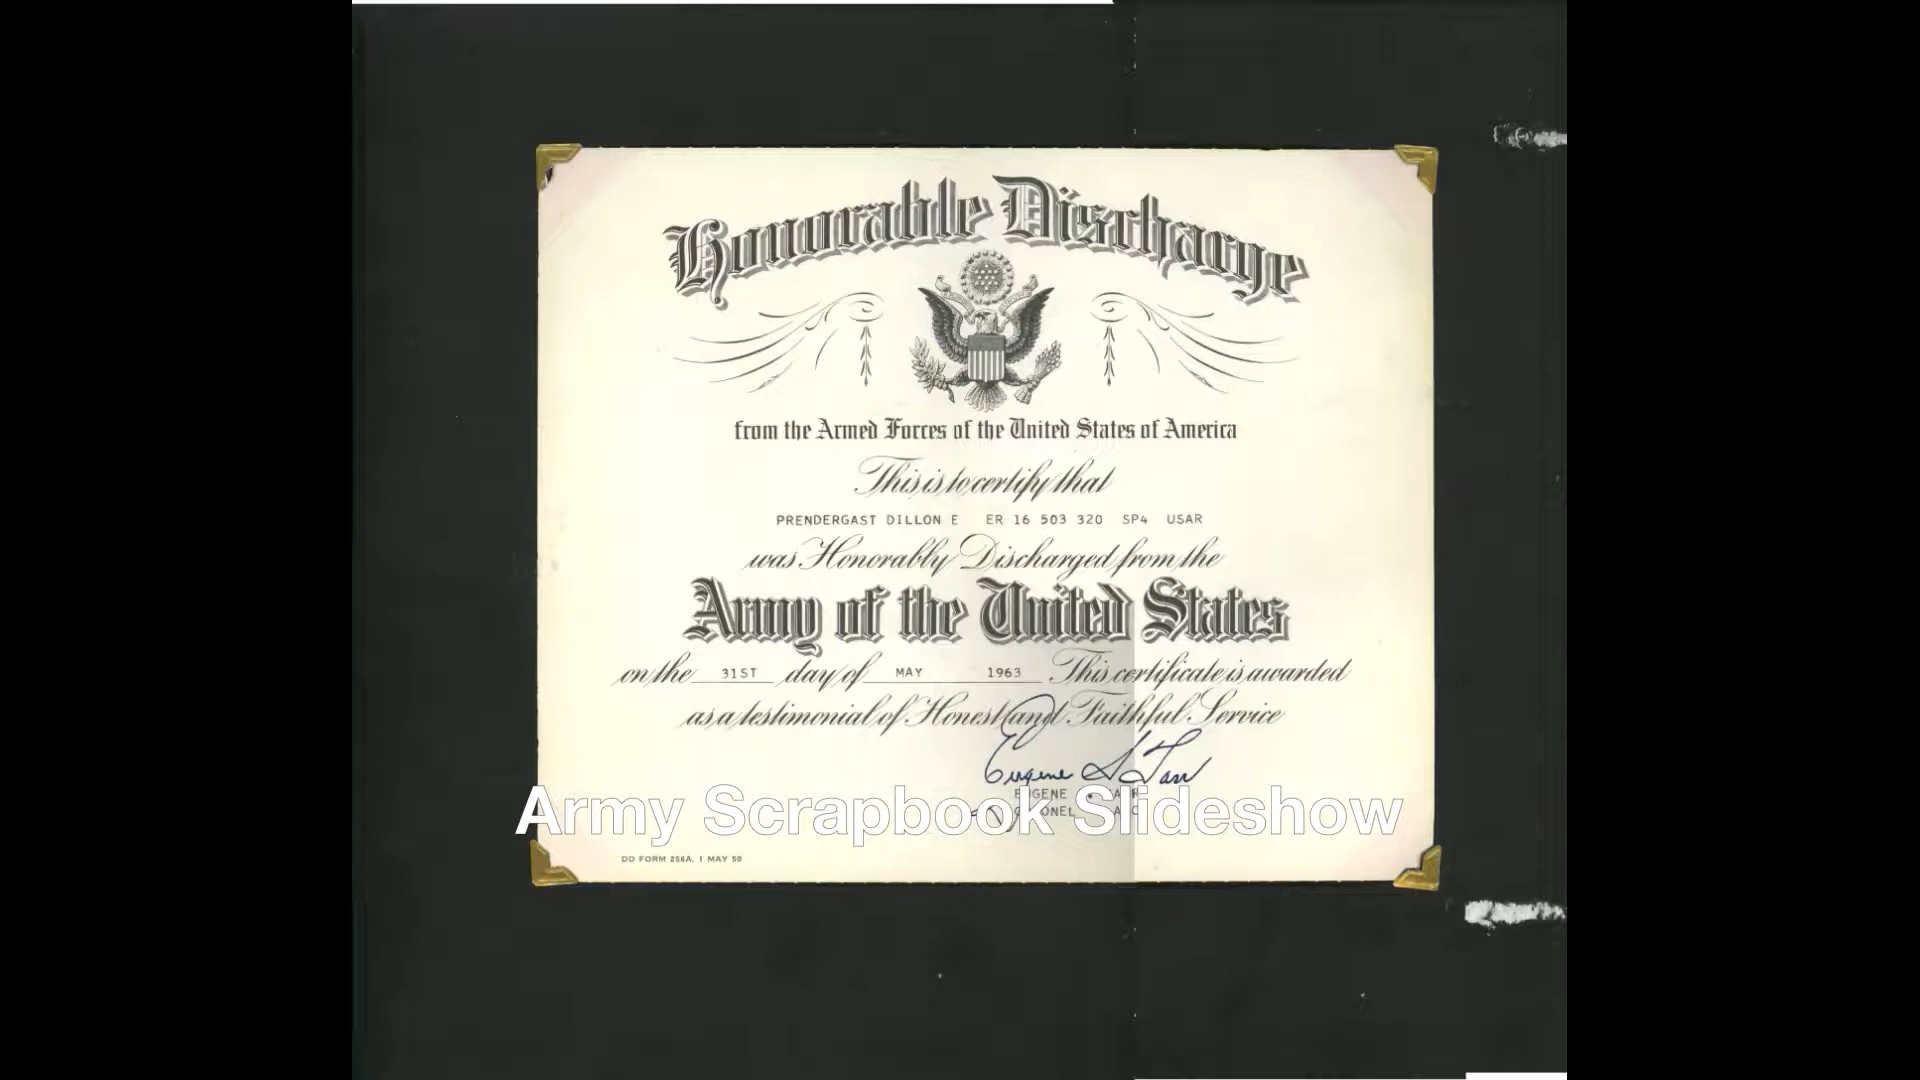 Honorable Discharge
from the Armed Forces of the United States of America
This is to certify that
PRENDERGAST DILLON E ER 16 503 320 SP4 USAR
was Honorably Discharged from the
Army of the United States
on the 31ST day of MAY 1963 This certificate is awarded
as a testimonial of Honest and Faithful Service
Eugene
EUGENE
Army Scrapbook Slideshow
DD FORM 256A, 1 MAY 50